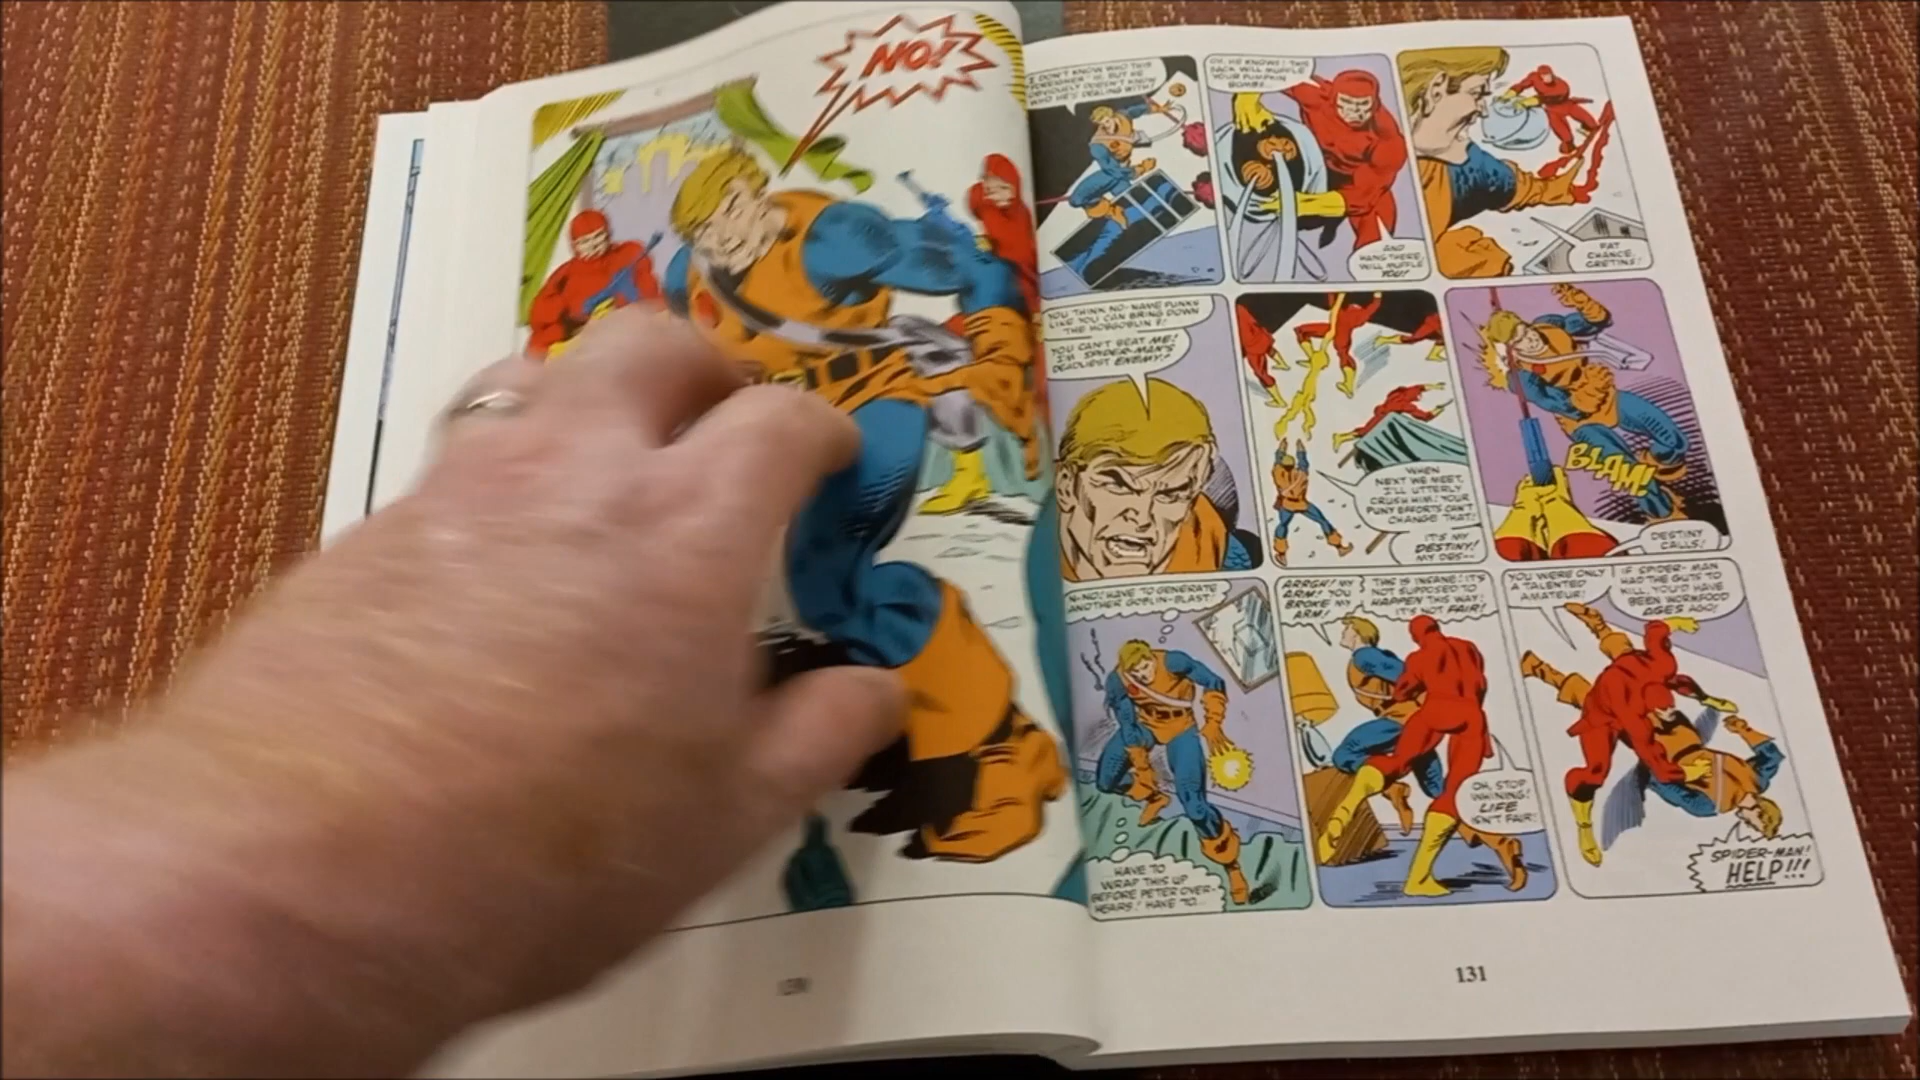 NO!
I DON'T KNOW WHO THIS
FOREIGNER IS, BUT HE
OBVIOUSLY DOESN'T KNOW
WHO HE'S DEALING WITH!
OH, HE KNOWS! THIS
SACK WILL MUFFLE
YOUR PUMPKIN
BOMBS...
AND
HANG THERE,
WILL MUFFLE
YOU!
FAT
CHANCE,
CRETINS!
YOU THINK NO-NAME PUNKS
LIKE YOU CAN BRING DOWN
THE HOBGOBLIN?!
YOU CAN'T BEAT ME!
I'M SPIDER-MAN'S
DEADLIEST ENEMY!
WHEN
NEXT WE MEET,
I'LL UTTERLY
CRUSH HIM! YOUR
PUNY EFFORTS CAN'T
CHANGE THAT!
IT'S MY
DESTINY!
MY DES--
BLAM!
DESTINY
CALLS!
N-NO! HAVE TO GENERATE
ANOTHER GOBLIN-BLAST!
...HAVE TO
WRAP THIS UP
BEFORE PETER OVER-
HEARS! HAVE TO...
ARRGH! MY
ARM! YOU
BROKE MY
ARM!
THIS IS INSANE! IT'S
NOT SUPPOSED TO
HAPPEN THIS WAY!
IT'S NOT FAIR!
OH, STOP
WHINING!
LIFE
ISN'T FAIR!
YOU WERE ONLY
A TALENTED
AMATEUR!
IF SPIDER-MAN
HAD THE GUTS TO
KILL, YOU'D HAVE
BEEN WORMFOOD
AGES AGO!
SPIDER-MAN!
HELP!!!
131